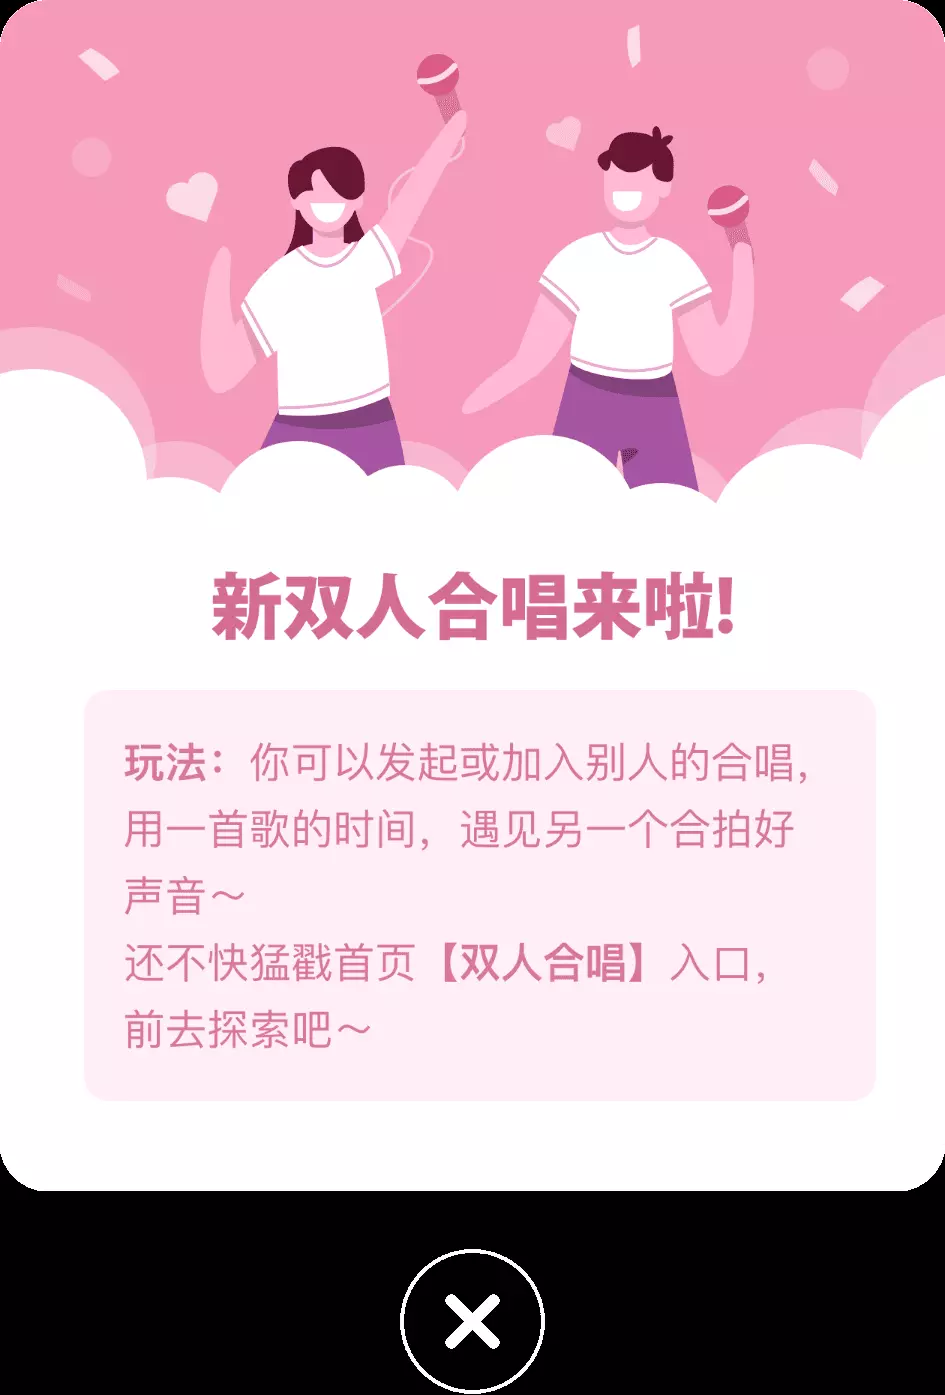 新双人合唱来啦!
玩法：你可以发起或加入别人的合唱，
用一首歌的时间，遇见另一个合拍好
声音～
还不快猛戳首页【双人合唱】入口，
前去探索吧～